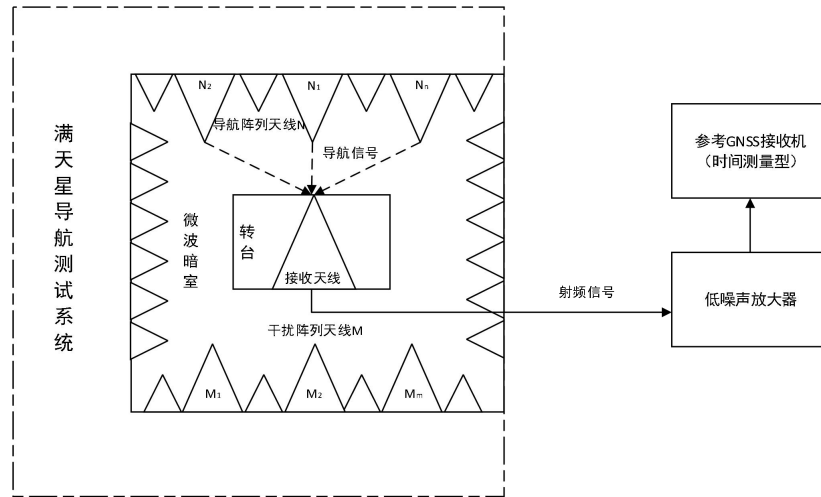 满天星导航测试系统
N2
N1
Nn
导航阵列天线N
导航信号
微波暗室
转台
接收天线
干扰阵列天线M
M1
M2
Mm
射频信号
参考GNSS接收机
（时间测量型）
低噪声放大器